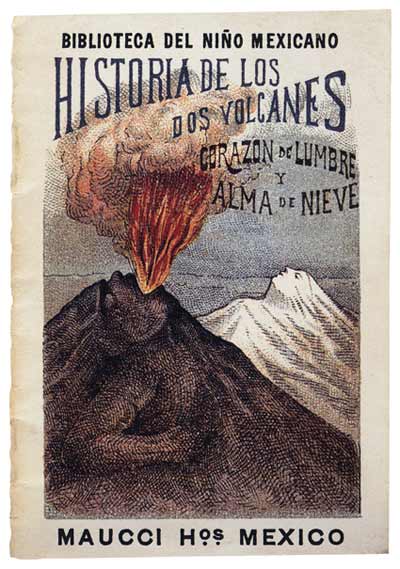 BIBLIOTECA DEL NIÑO MEXICANO
HISTORIA DE LOS
DOS VOLCANES
CORAZON DE LUMBRE
Y
ALMA DE NIEVE
MAUCCI Hos. MEXICO